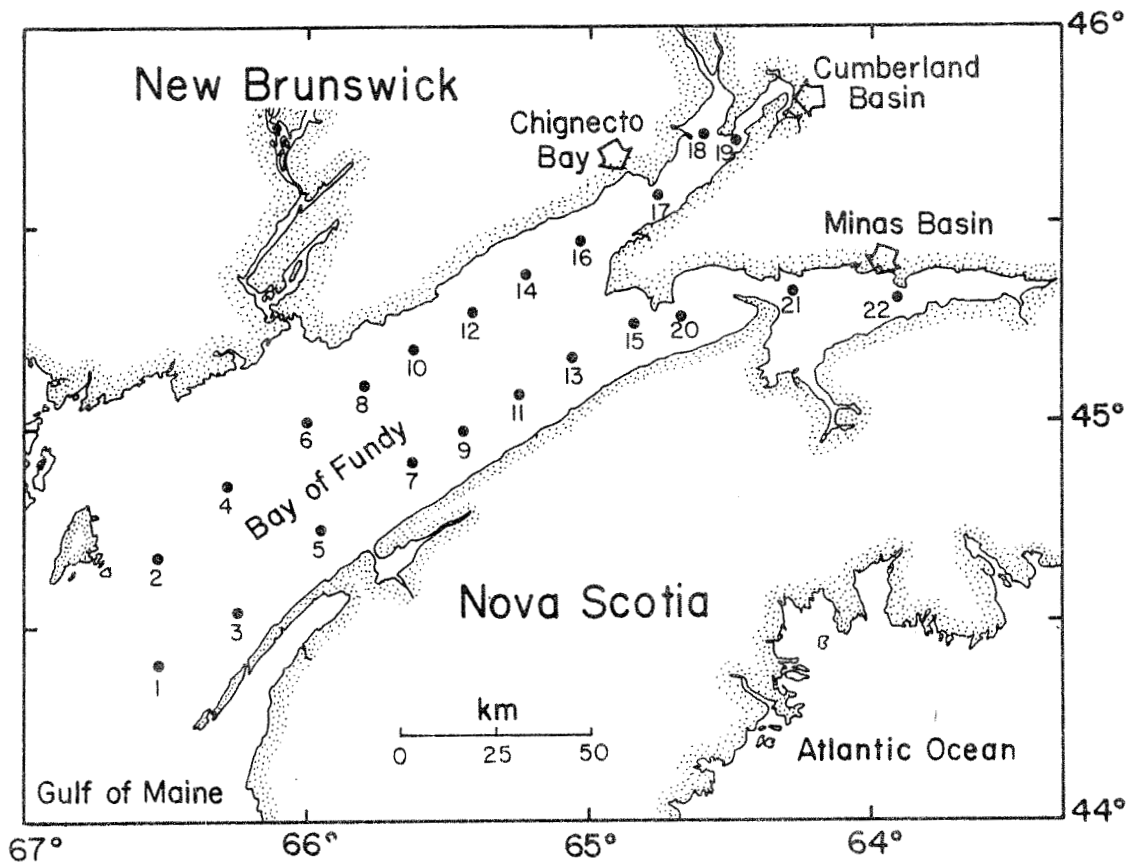 46°
New Brunswick
Cumberland
Basin
Chignecto
Bay
18
19
17
Minas Basin
16
14
21
22
12
15
20
10
13
8
11
45°
6
9
Bay of Fundy
7
4
5
2
3
Nova Scotia
1
km
0 25 50
Atlantic Ocean
Gulf of Maine
44°
67° 66° 65° 64°